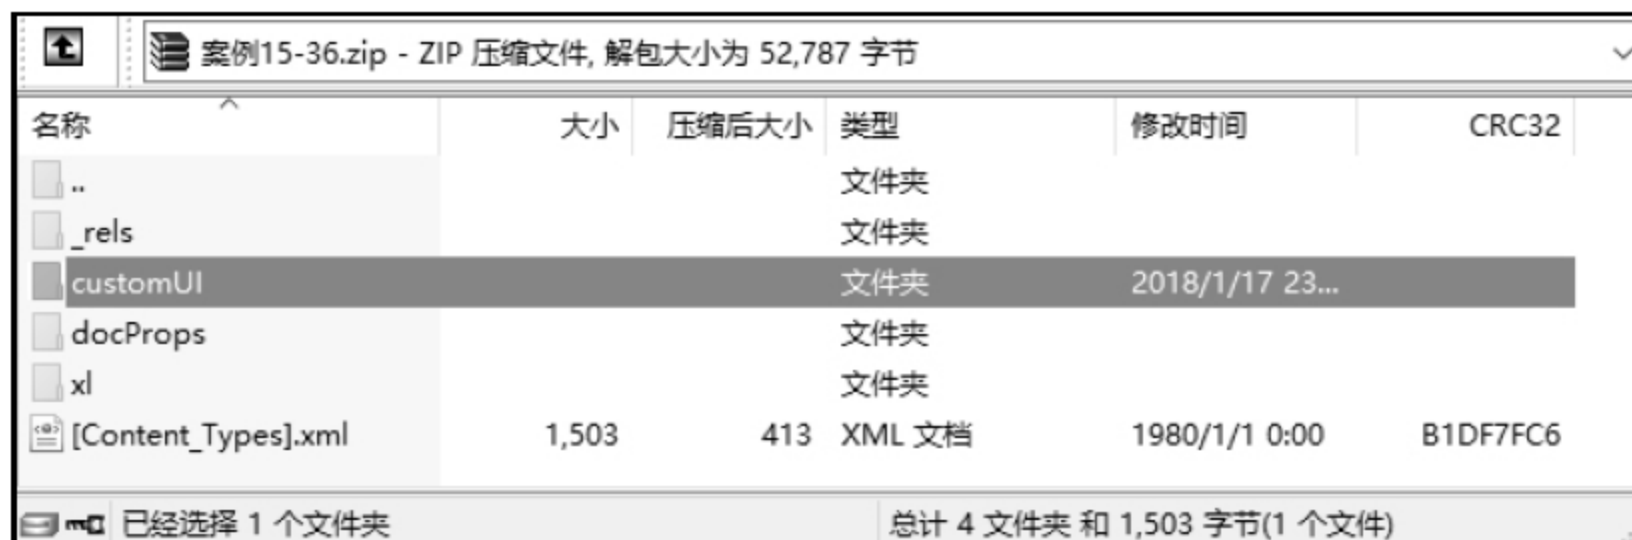 案例15-36.zip - ZIP 压缩文件, 解包大小为 52,787 字节
名称 大小 压缩后大小 类型 修改时间 CRC32
.. 文件夹
_rels 文件夹
customUI 文件夹 2018/1/17 23...
docProps 文件夹
xl 文件夹
[Content_Types].xml 1,503 413 XML 文档 1980/1/1 0:00 B1DF7FC6
已经选择 1 个文件夹 总计 4 文件夹 和 1,503 字节(1 个文件)